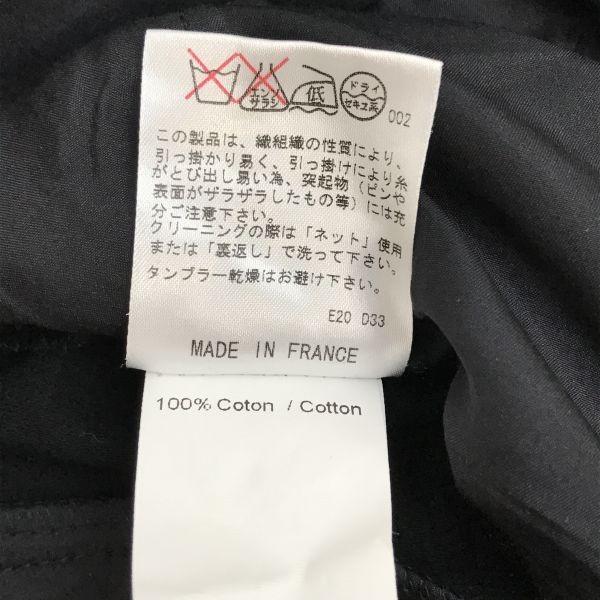 エンソ
サラシ
低
ドライ
セキユ系
002
この製品は、繊組織の性質により、
引っ掛かり易く、引っ掛けにより糸
がとび出し易い為、突起物（ピンや
表面がザラザラしたもの等）には充
分ご注意下さい。
クリーニングの際は「ネット」使用
または「裏返し」で洗って下さい。
タンブラー乾燥はお避け下さい。
E20 D33
MADE IN FRANCE
100% Coton / Cotton